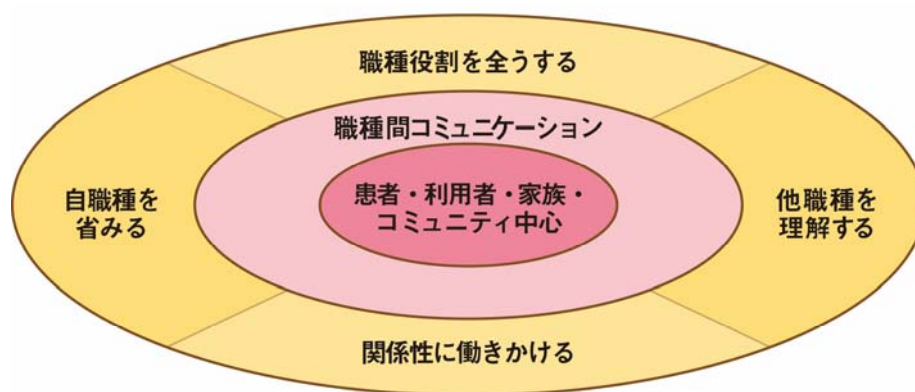 職種役割を全うする
職種間コミュニケーション
患者・利用者・家族・
コミュニティ中心
自職種を
省みる
他職種を
理解する
関係性に働きかける